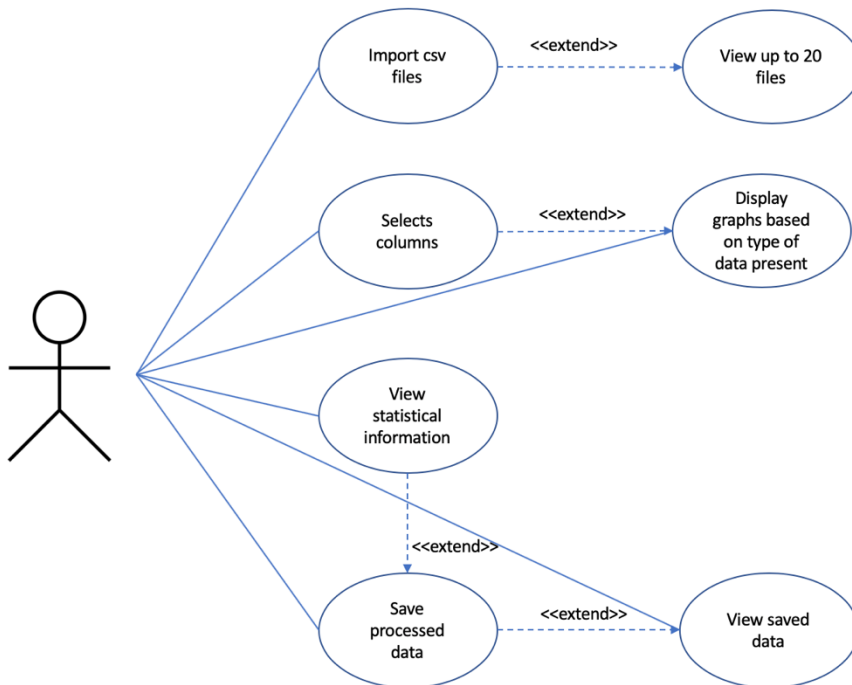 Import csv
files
<<extend>>
View up to 20
files
Selects
columns
<<extend>>
Display
graphs based
on type of
data present
View
statistical
information
<<extend>>
Save
processed
data
<<extend>>
View saved
data